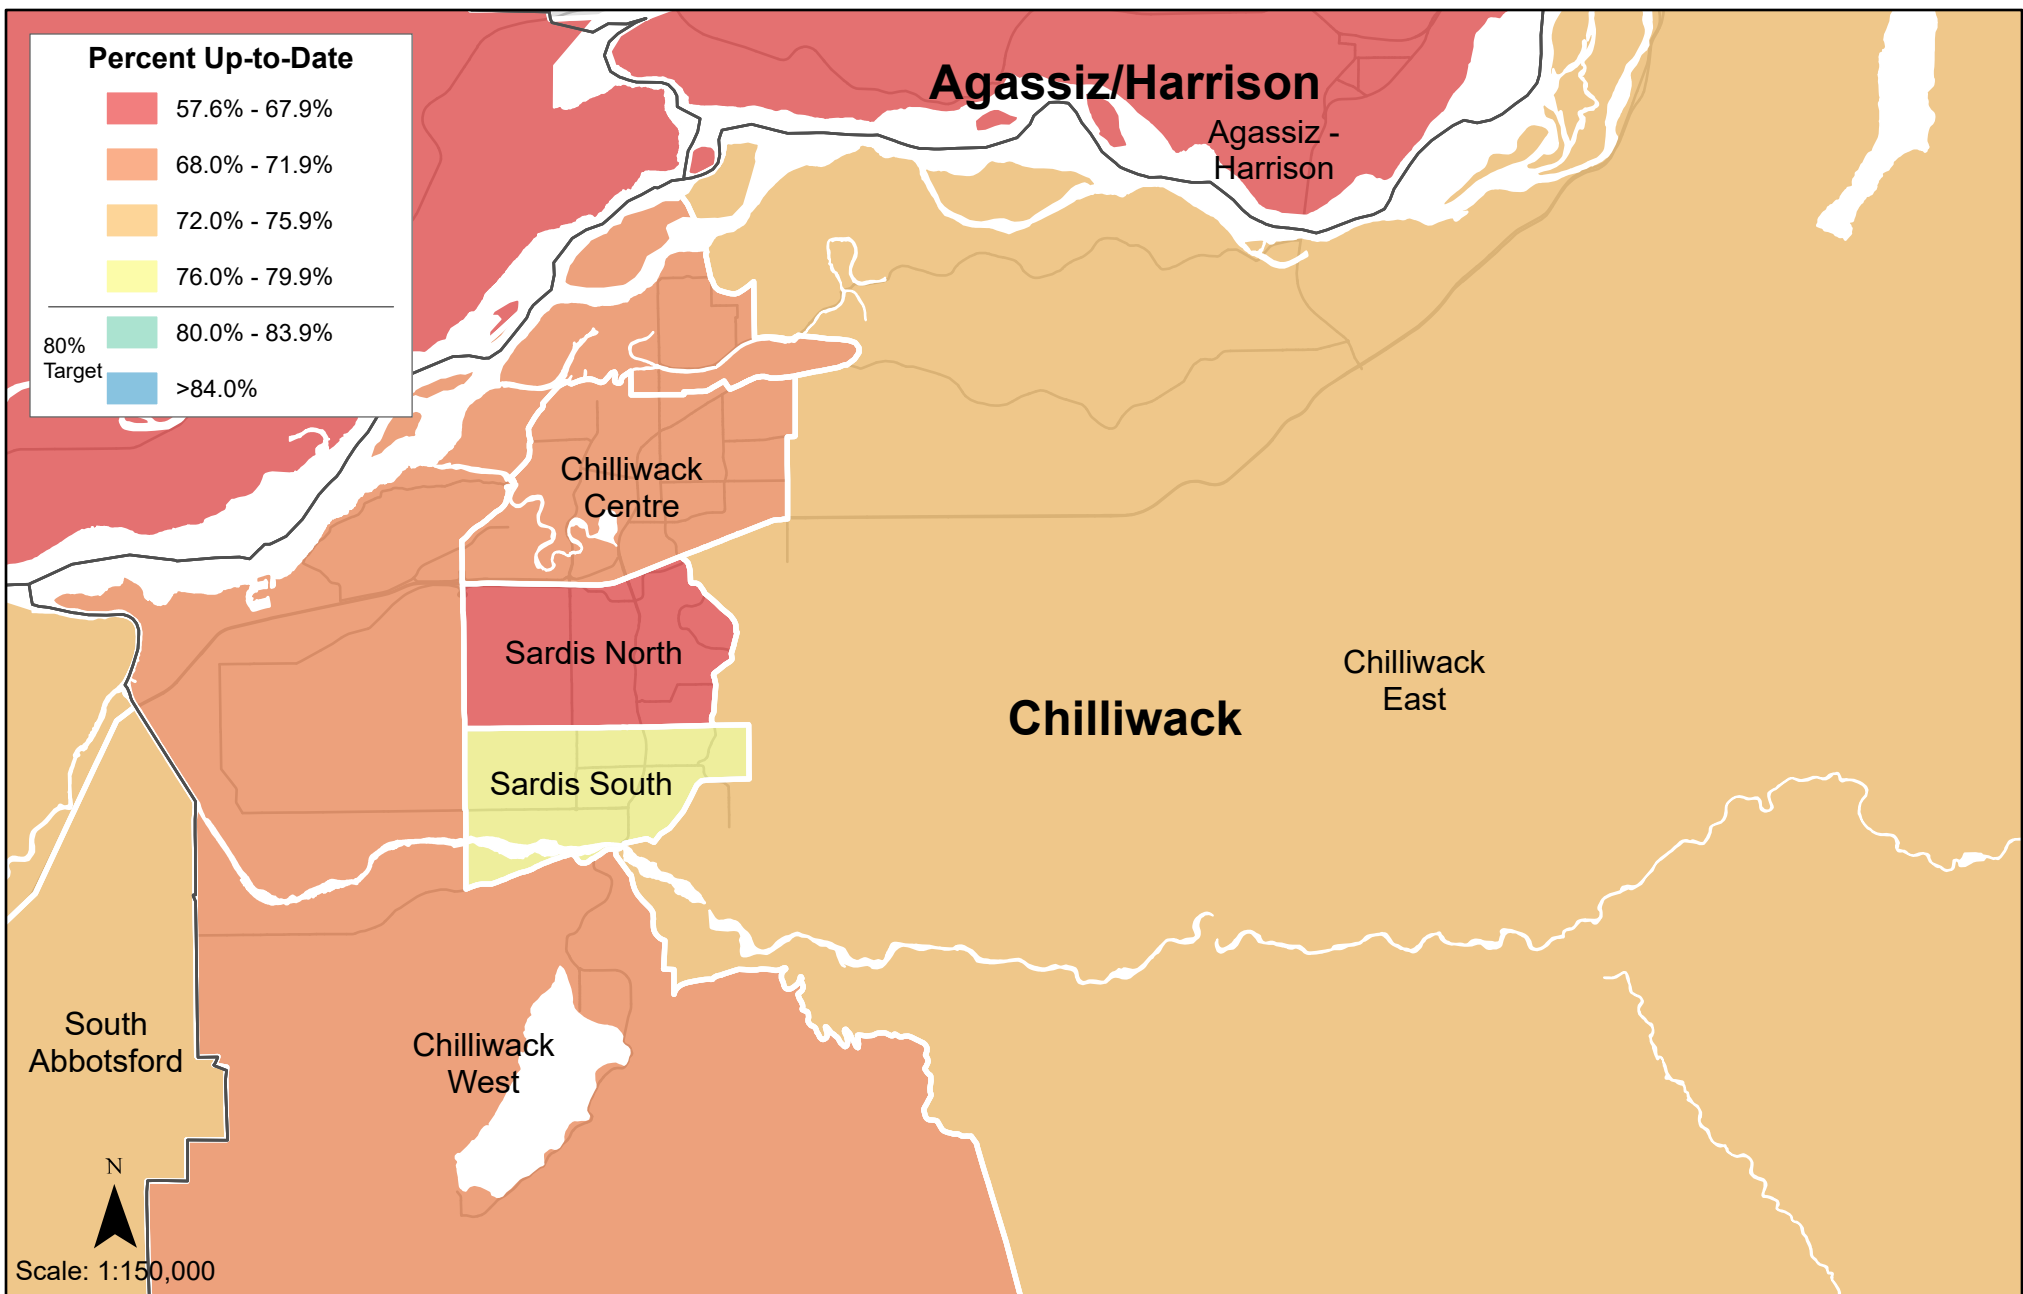 Percent Up-to-Date
57.6% - 67.9%
68.0% - 71.9%
72.0% - 75.9%
76.0% - 79.9%
80.0% - 83.9%
80%
Target
>84.0%
Agassiz/Harrison
Agassiz -
Harrison
Chilliwack
Centre
Sardis North
Chilliwack
East
Chilliwack
Sardis South
South
Abbotsford
Chilliwack
West
N
Scale: 1:150,000